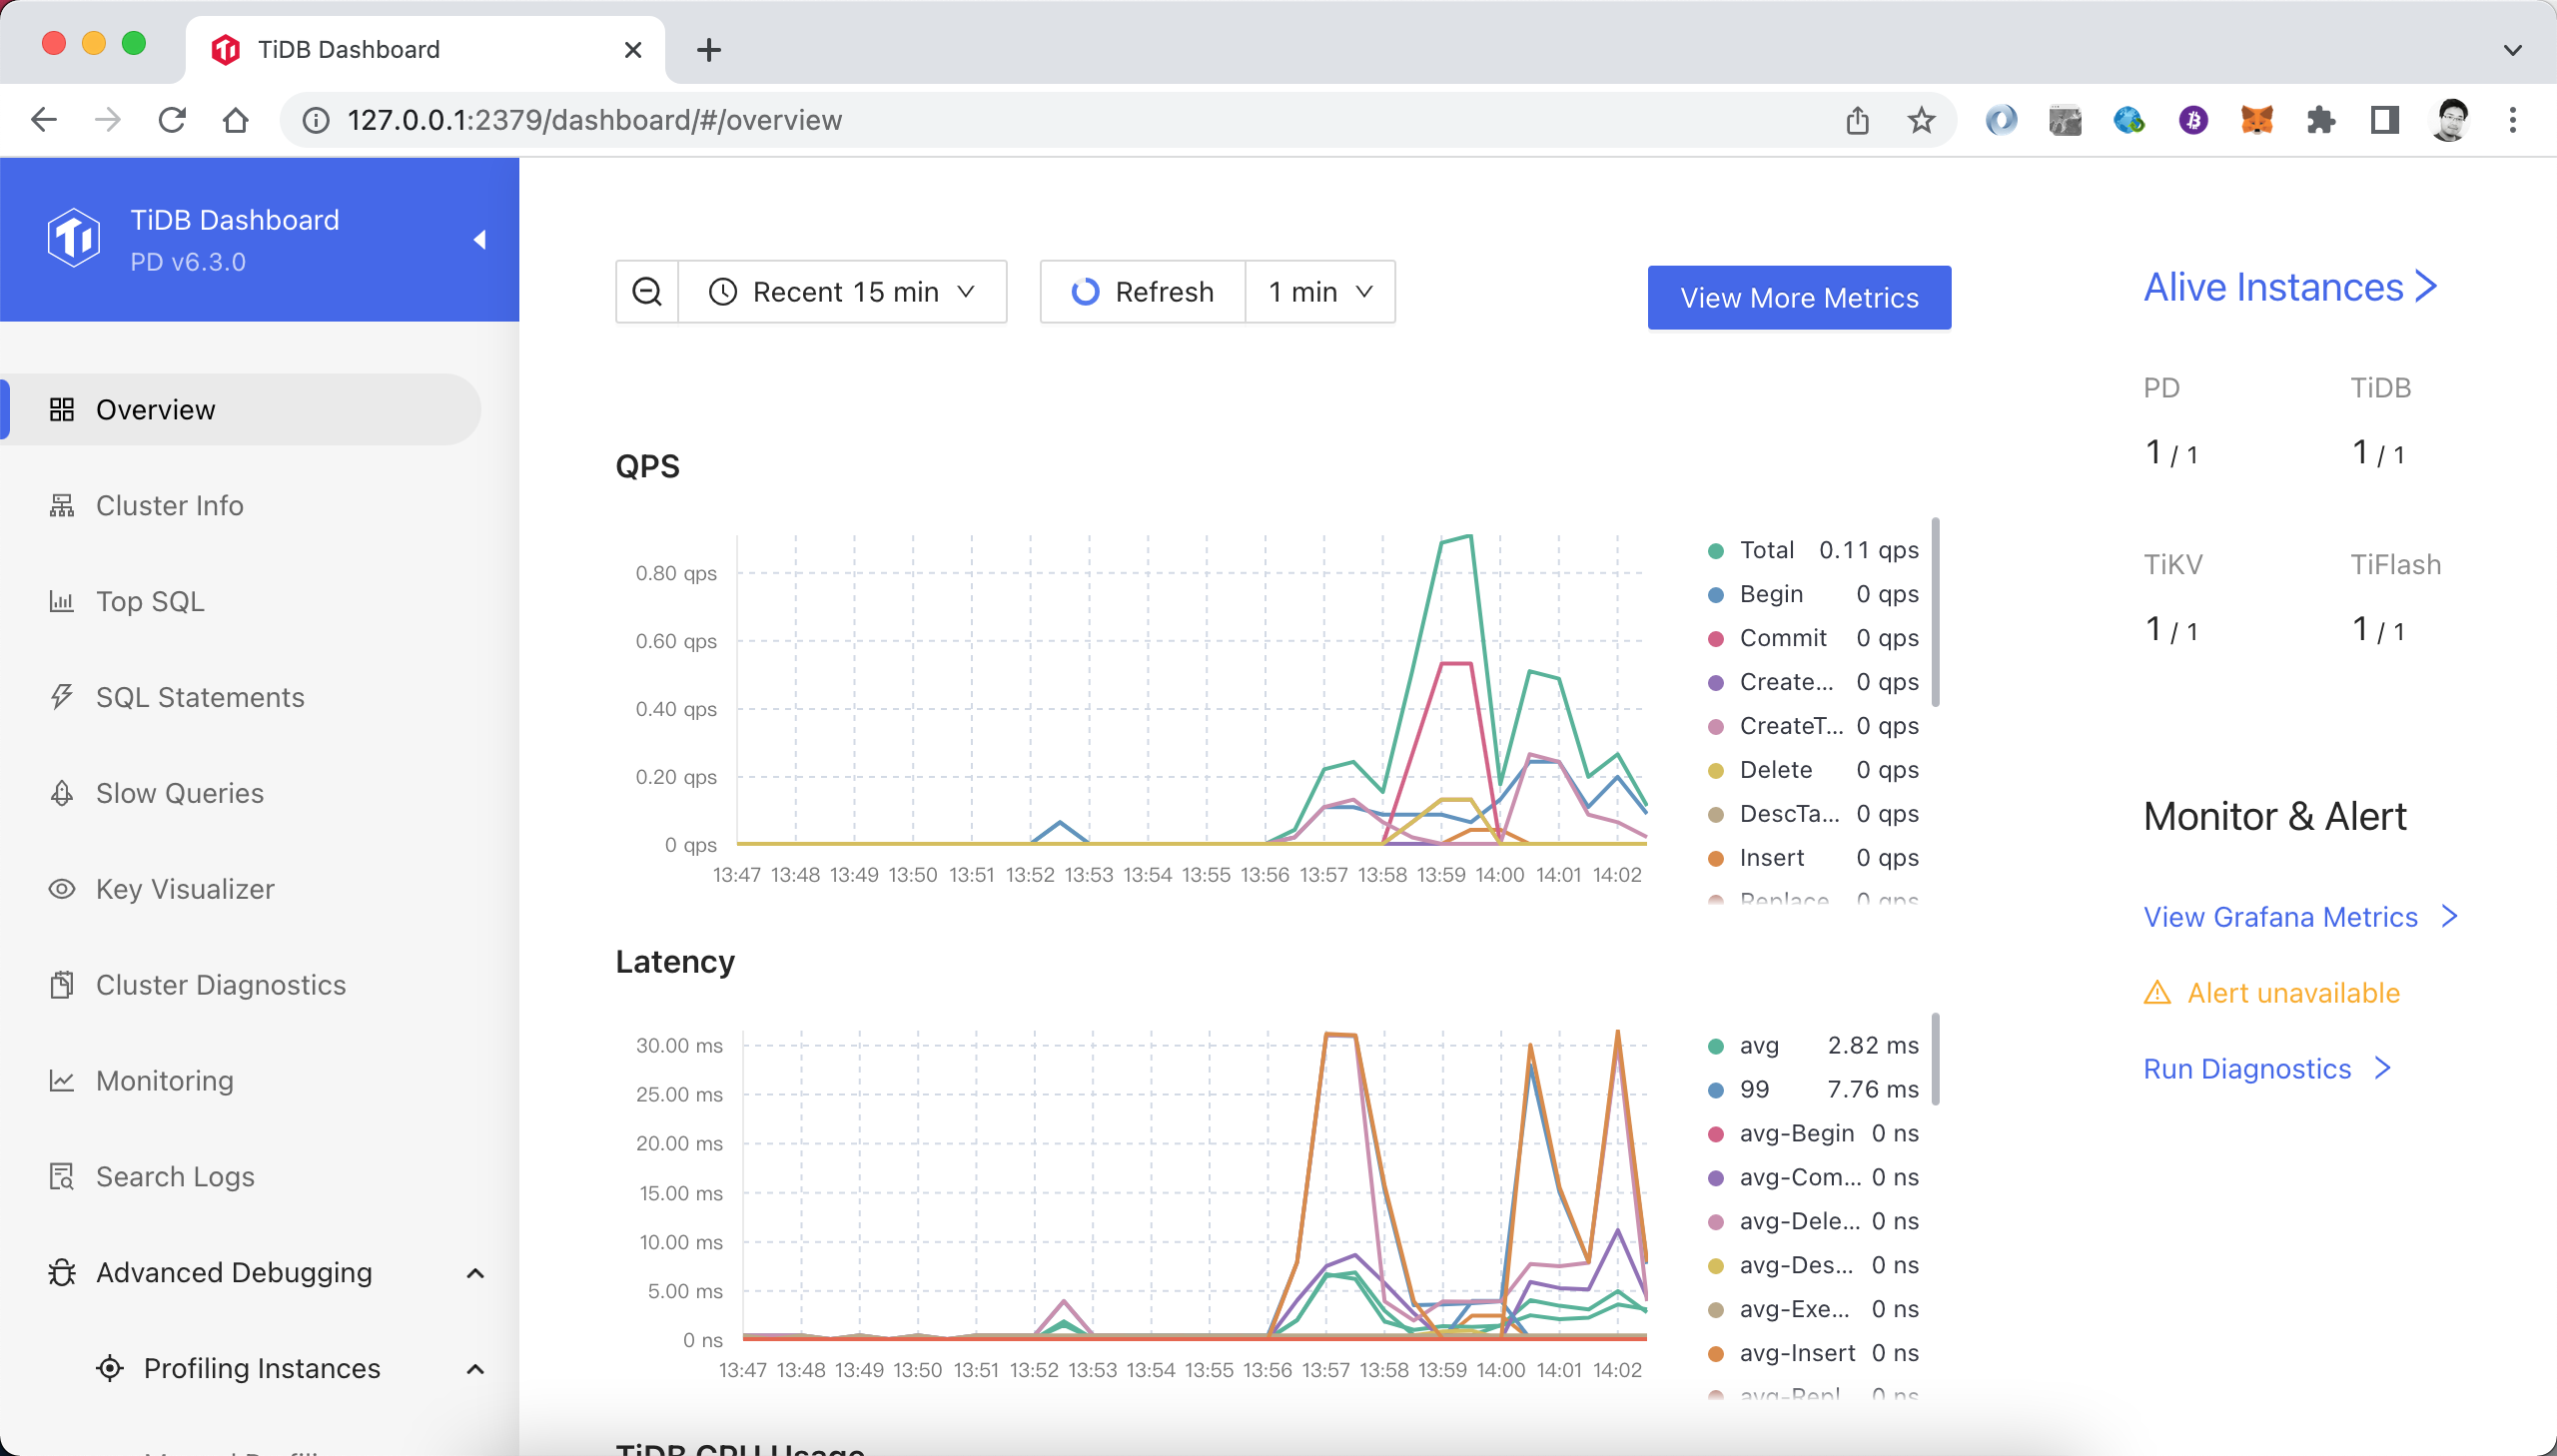 TiDB Dashboard
127.0.0.1:2379/dashboard/#/overview
TiDB Dashboard
PD v6.3.0
Overview
Cluster Info
Top SQL
SQL Statements
Slow Queries
Key Visualizer
Cluster Diagnostics
Monitoring
Search Logs
Advanced Debugging
Profiling Instances
Recent 15 min
Refresh
1 min
View More Metrics
QPS
0.80 qps
0.60 qps
0.40 qps
0.20 qps
0 qps
13:47 13:48 13:49 13:50 13:51 13:52 13:53 13:54 13:55 13:56 13:57 13:58 13:59 14:00 14:01 14:02
Total 0.11 qps
Begin 0 qps
Commit 0 qps
Create... 0 qps
CreateT... 0 qps
Delete 0 qps
DescTa... 0 qps
Insert 0 qps
Replace 0 qps
Latency
30.00 ms
25.00 ms
20.00 ms
15.00 ms
10.00 ms
5.00 ms
0 ns
13:47 13:48 13:49 13:50 13:51 13:52 13:53 13:54 13:55 13:56 13:57 13:58 13:59 14:00 14:01 14:02
avg 2.82 ms
99 7.76 ms
avg-Begin 0 ns
avg-Com... 0 ns
avg-Dele... 0 ns
avg-Des... 0 ns
avg-Exe... 0 ns
avg-Insert 0 ns
avg-Repl 0 ns
TiDB CPU Usage
Alive Instances
PD
1 / 1
TiDB
1 / 1
TiKV
1 / 1
TiFlash
1 / 1
Monitor & Alert
View Grafana Metrics
Alert unavailable
Run Diagnostics